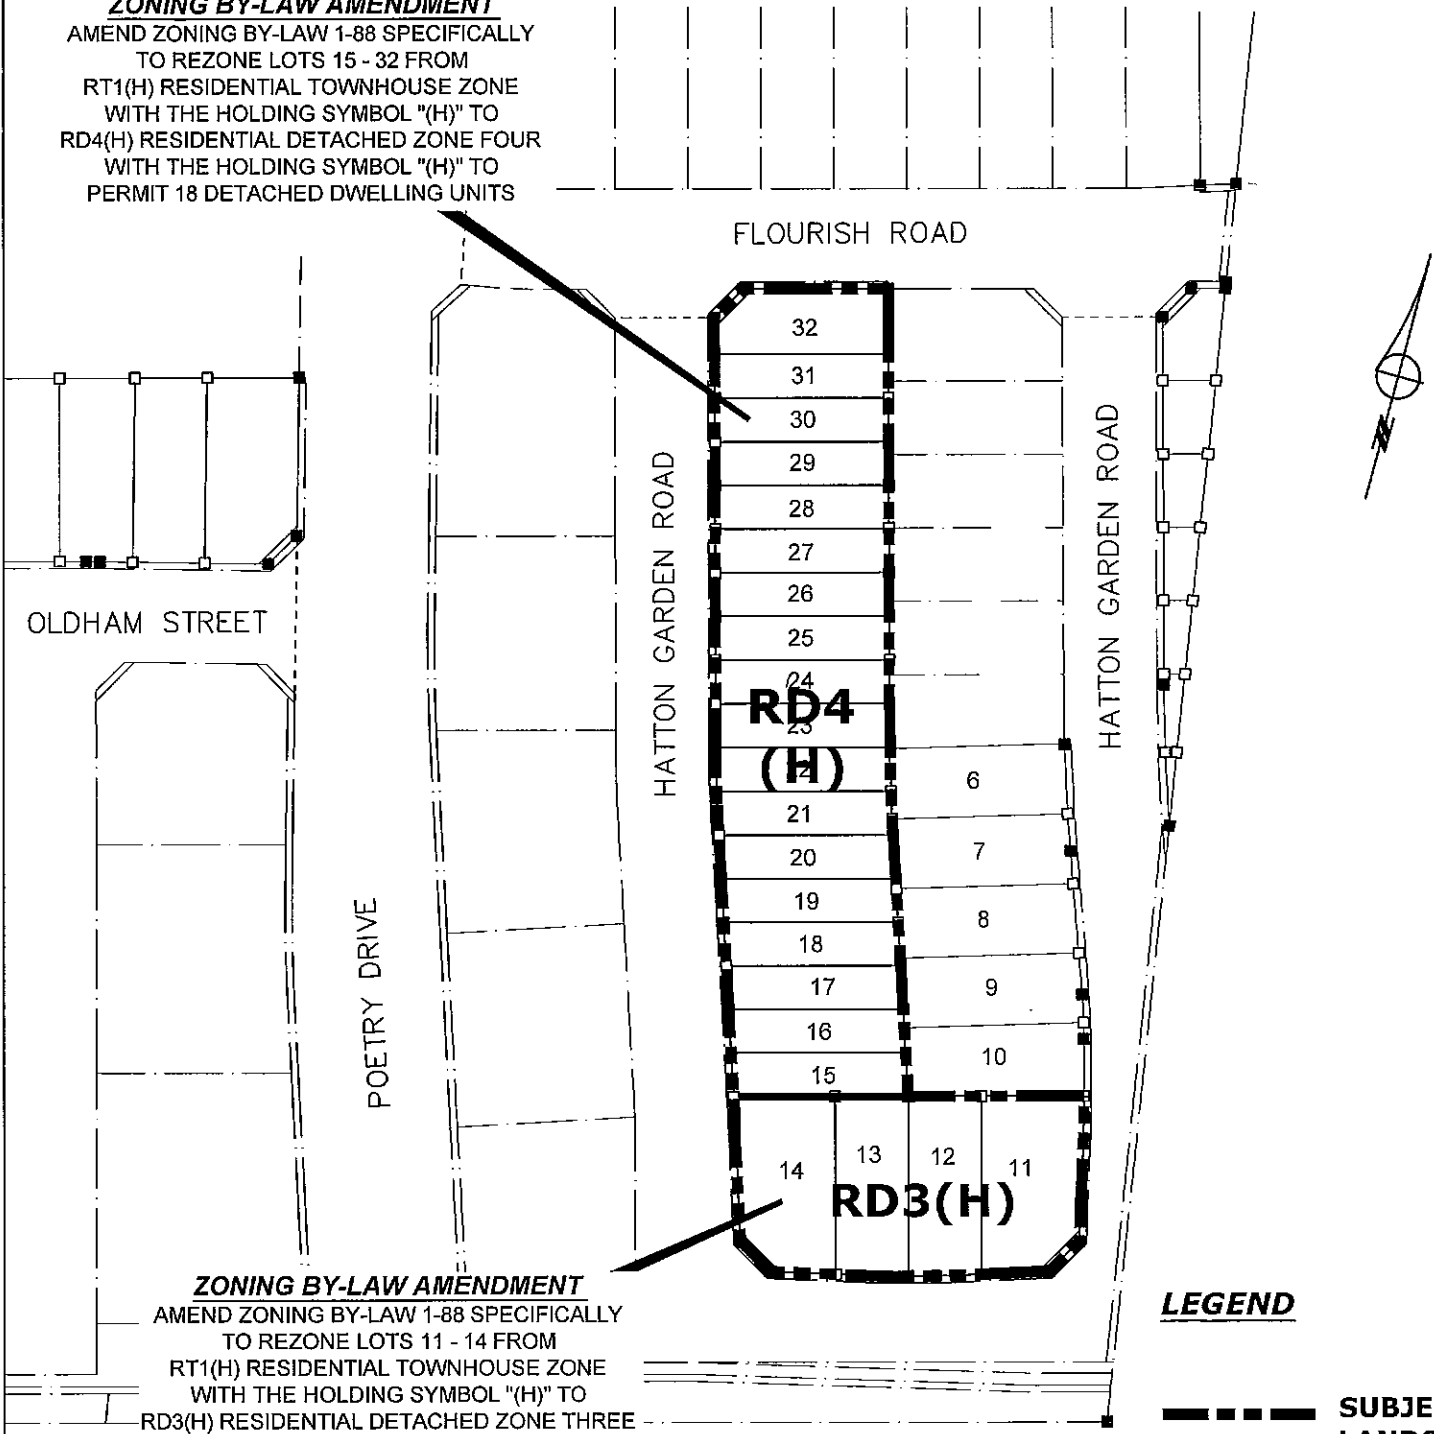 ZONING BY-LAW AMENDMENT
AMEND ZONING BY-LAW 1-88 SPECIFICALLY
TO REZONE LOTS 15 - 32 FROM
RT1(H) RESIDENTIAL TOWNHOUSE ZONE
WITH THE HOLDING SYMBOL "(H)" TO
RD4(H) RESIDENTIAL DETACHED ZONE FOUR
WITH THE HOLDING SYMBOL "(H)" TO
PERMIT 18 DETACHED DWELLING UNITS
FLOURISH ROAD
32
31
30
29
28
27
26
25
24
RD4
23
(H)
22
21
20
19
18
17
16
15
HATTON GARDEN ROAD
HATTON GARDEN ROAD
OLDHAM STREET
POETRY DRIVE
6
7
8
9
10
14
13
12
11
RD3(H)
ZONING BY-LAW AMENDMENT
AMEND ZONING BY-LAW 1-88 SPECIFICALLY
TO REZONE LOTS 11 - 14 FROM
RT1(H) RESIDENTIAL TOWNHOUSE ZONE
WITH THE HOLDING SYMBOL "(H)" TO
RD3(H) RESIDENTIAL DETACHED ZONE THREE
LEGEND
SUBJE